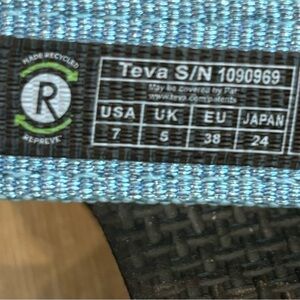 MADE RECYCLED
R
REPREVE
Teva S/N 1090969
May be covered by Pat
www.teva.com/patents
USA UK EU JAPAN
7 5 38 24